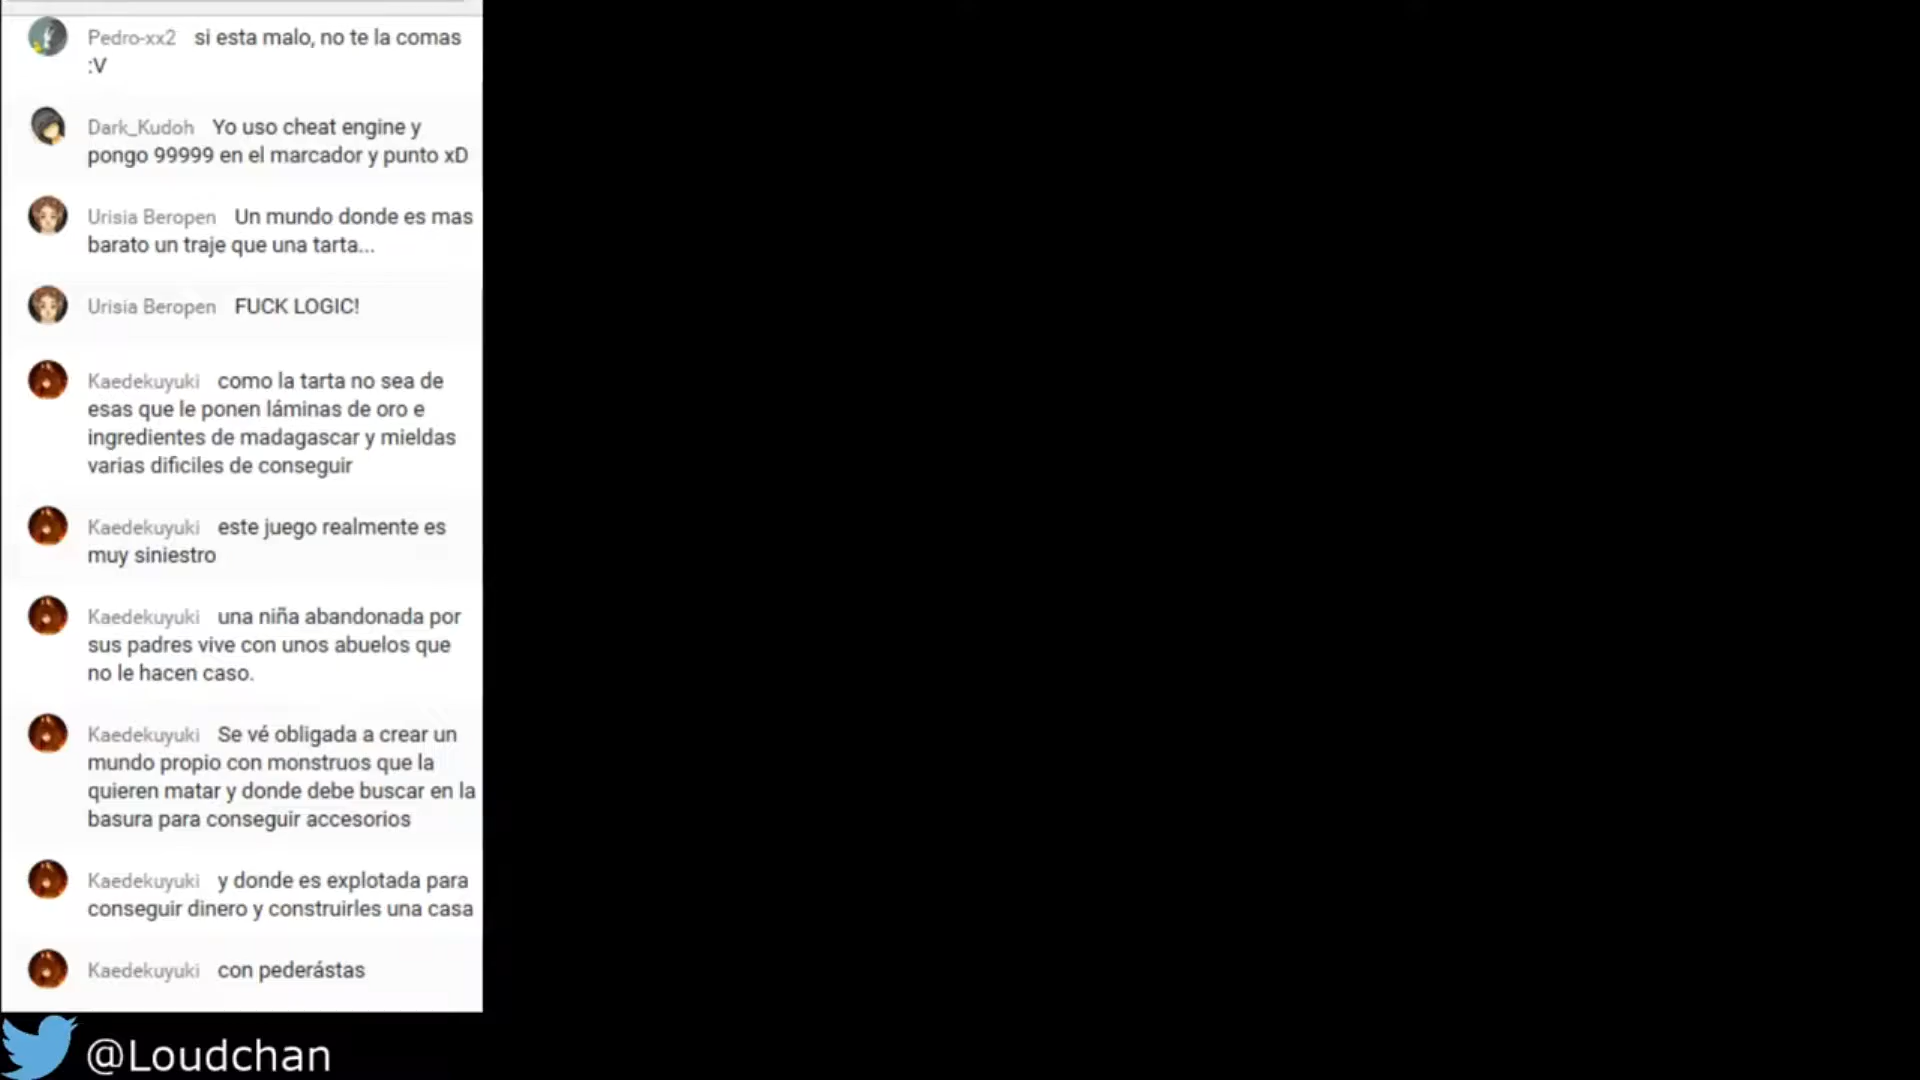 Pedro-xx2 si esta malo, no te la comas
:V
Dark_Kudoh Yo uso cheat engine y
pongo 99999 en el marcador y punto xD
Urisia Beropen Un mundo donde es mas
barato un traje que una tarta...
Urisia Beropen FUCK LOGIC!
Kaedekuyuki como la tarta no sea de
esas que le ponen láminas de oro e
ingredientes de madagascar y mieldas
varias dificiles de conseguir
Kaedekuyuki este juego realmente es
muy siniestro
Kaedekuyuki una niña abandonada por
sus padres vive con unos abuelos que
no le hacen caso.
Kaedekuyuki Se vé obligada a crear un
mundo propio con monstruos que la
quieren matar y donde debe buscar en la
basura para conseguir accesorios
Kaedekuyuki y donde es explotada para
conseguir dinero y construirles una casa
Kaedekuyuki con pederástas
@Loudchan